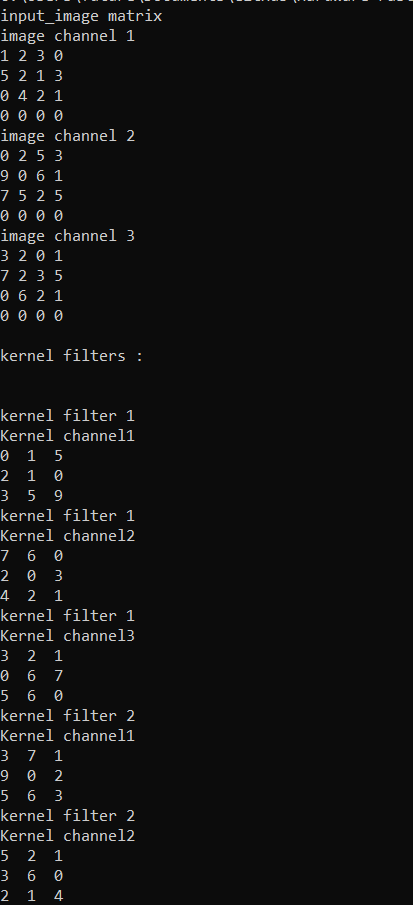 input_image matrix
image channel 1
1 2 3 0
5 2 1 3
0 4 2 1
0 0 0 0
image channel 2
0 2 5 3
9 0 6 1
7 5 2 5
0 0 0 0
image channel 3
3 2 0 1
7 2 3 5
0 6 2 1
0 0 0 0
kernel filters :
kernel filter 1
Kernel channel1
0 1 5
2 1 0
3 5 9
kernel filter 1
Kernel channel2
7 6 0
2 0 3
4 2 1
kernel filter 1
Kernel channel3
3 2 1
0 6 7
5 6 0
kernel filter 2
Kernel channel1
3 7 1
9 0 2
5 6 3
kernel filter 2
Kernel channel2
5 2 1
3 6 0
2 1 4